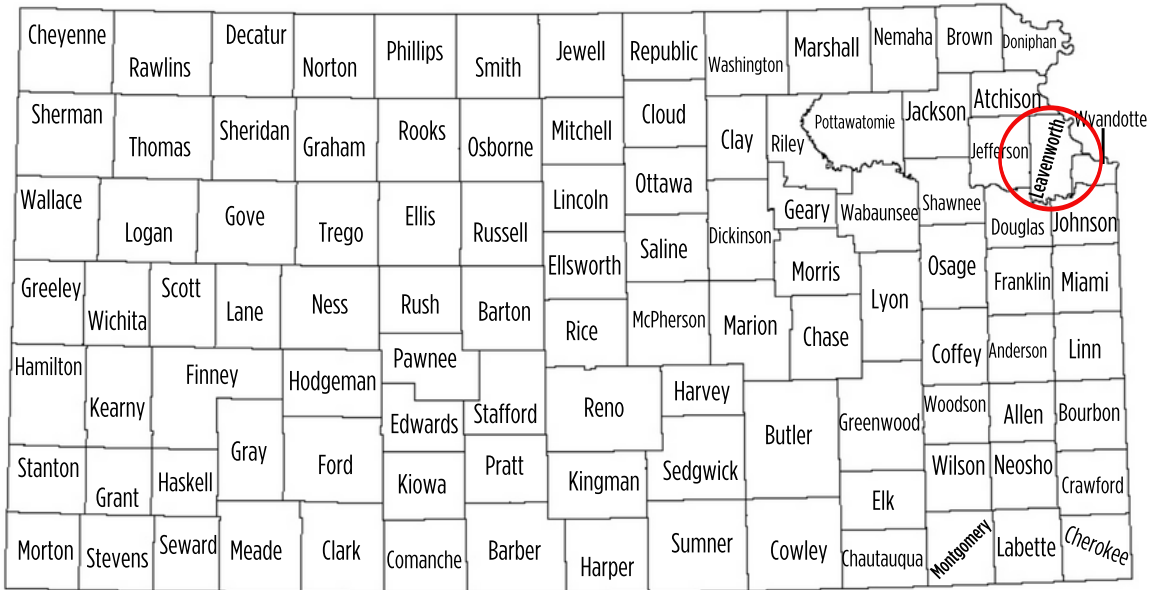 Cheyenne
Rawlins
Decatur
Norton
Phillips
Smith
Jewell
Republic
Washington
Marshall
Nemaha
Brown
Doniphan
Sherman
Thomas
Sheridan
Graham
Rooks
Osborne
Mitchell
Cloud
Clay
Riley
Pottawatomie
Jackson
Atchison
Jefferson
Leavenworth
Wyandotte
Wallace
Logan
Gove
Trego
Ellis
Russell
Lincoln
Ottawa
Saline
Dickinson
Geary
Wabaunsee
Shawnee
Douglas
Johnson
Greeley
Wichita
Scott
Lane
Ness
Rush
Barton
Ellsworth
Rice
McPherson
Marion
Morris
Chase
Lyon
Osage
Franklin
Miami
Hamilton
Kearny
Finney
Hodgeman
Pawnee
Edwards
Stafford
Reno
Harvey
Butler
Greenwood
Coffey
Anderson
Linn
Woodson
Allen
Bourbon
Stanton
Grant
Haskell
Gray
Ford
Kiowa
Pratt
Kingman
Sedgwick
Elk
Wilson
Neosho
Crawford
Morton
Stevens
Seward
Meade
Clark
Comanche
Barber
Harper
Sumner
Cowley
Chautauqua
Montgomery
Labette
Cherokee